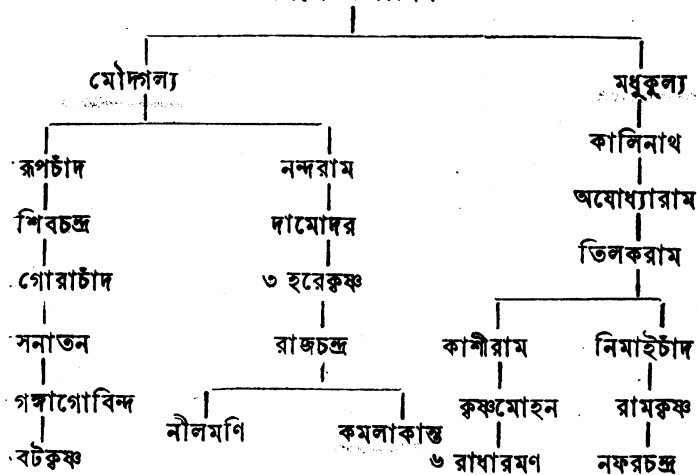 মৌদ্গল্য মধুকুল্য
কালিনাথ
রূপচাঁদ নন্দরাম
অযোধ্যারাম
শিবচন্দ্র দামোদর
তিলকরাম
গোরাচাঁদ ৩ হরেকৃষ্ণ
সনাতন রাজচন্দ্র কাশীরাম নিমাইচাঁদ
গঙ্গাগোবিন্দ কৃষ্ণমোহন রামকৃষ্ণ
নীলমণি কমলাকান্ত
বটকৃষ্ণ ৬ রাধারমণ নফরচন্দ্র